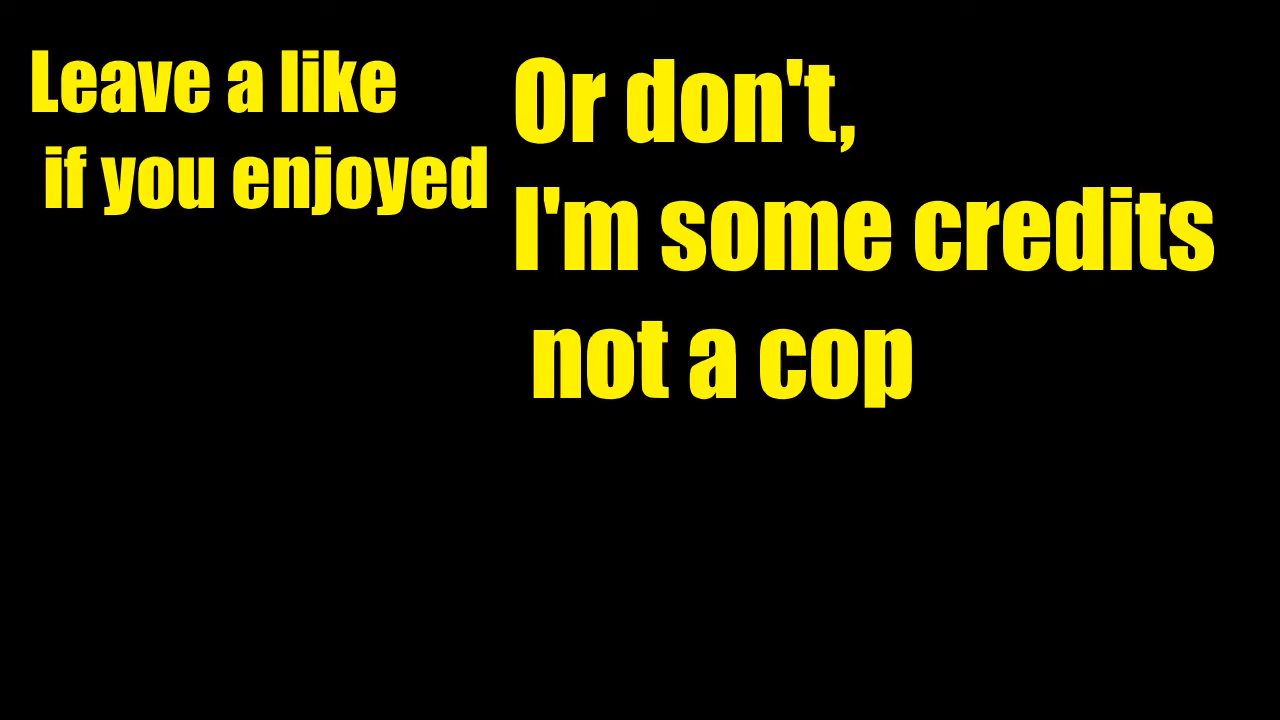 Leave a like
if you enjoyed
Or don't,
I'm some credits
not a cop